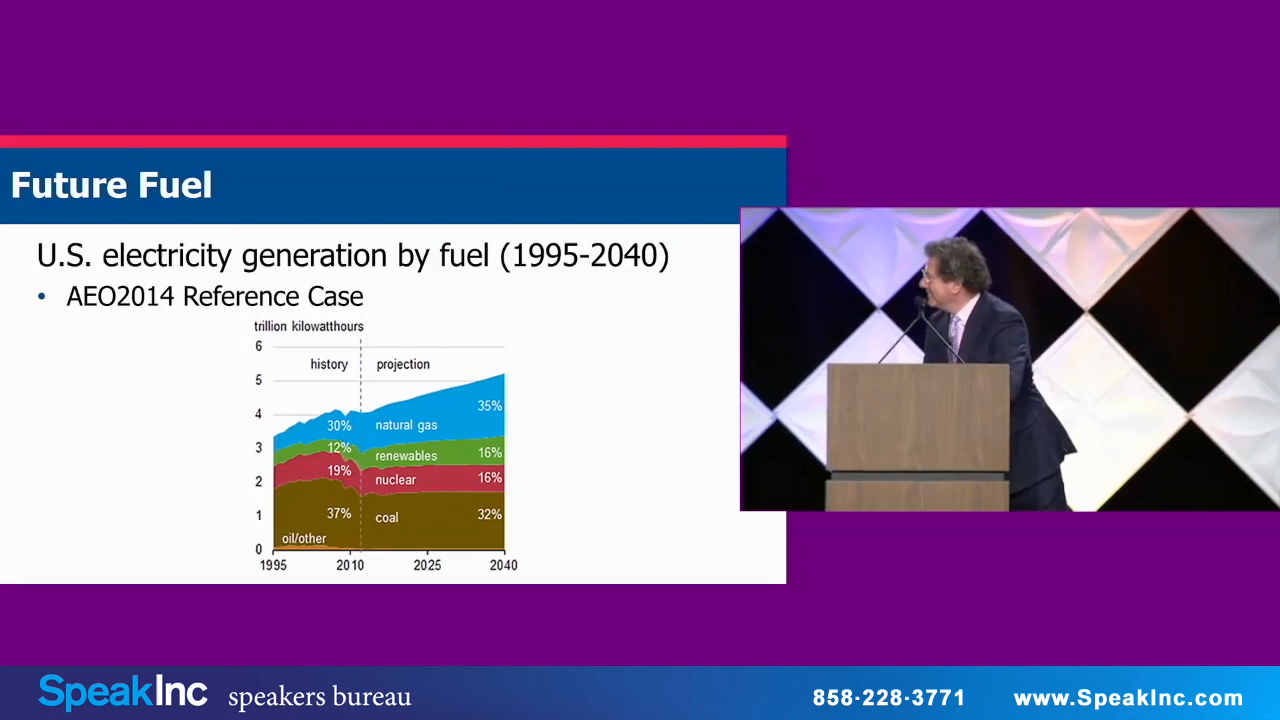 Future Fuel
U.S. electricity generation by fuel (1995-2040)
• AEO2014 Reference Case
trillion kilowatthours
6
history projection
5
35%
4
30% natural gas
3
12% renewables 16%
19%
2
nuclear 16%
37% coal 32%
1
oil/other
0
1995 2010 2025 2040
SpeakInc speakers bureau 858·228·3771 www.SpeakInc.com